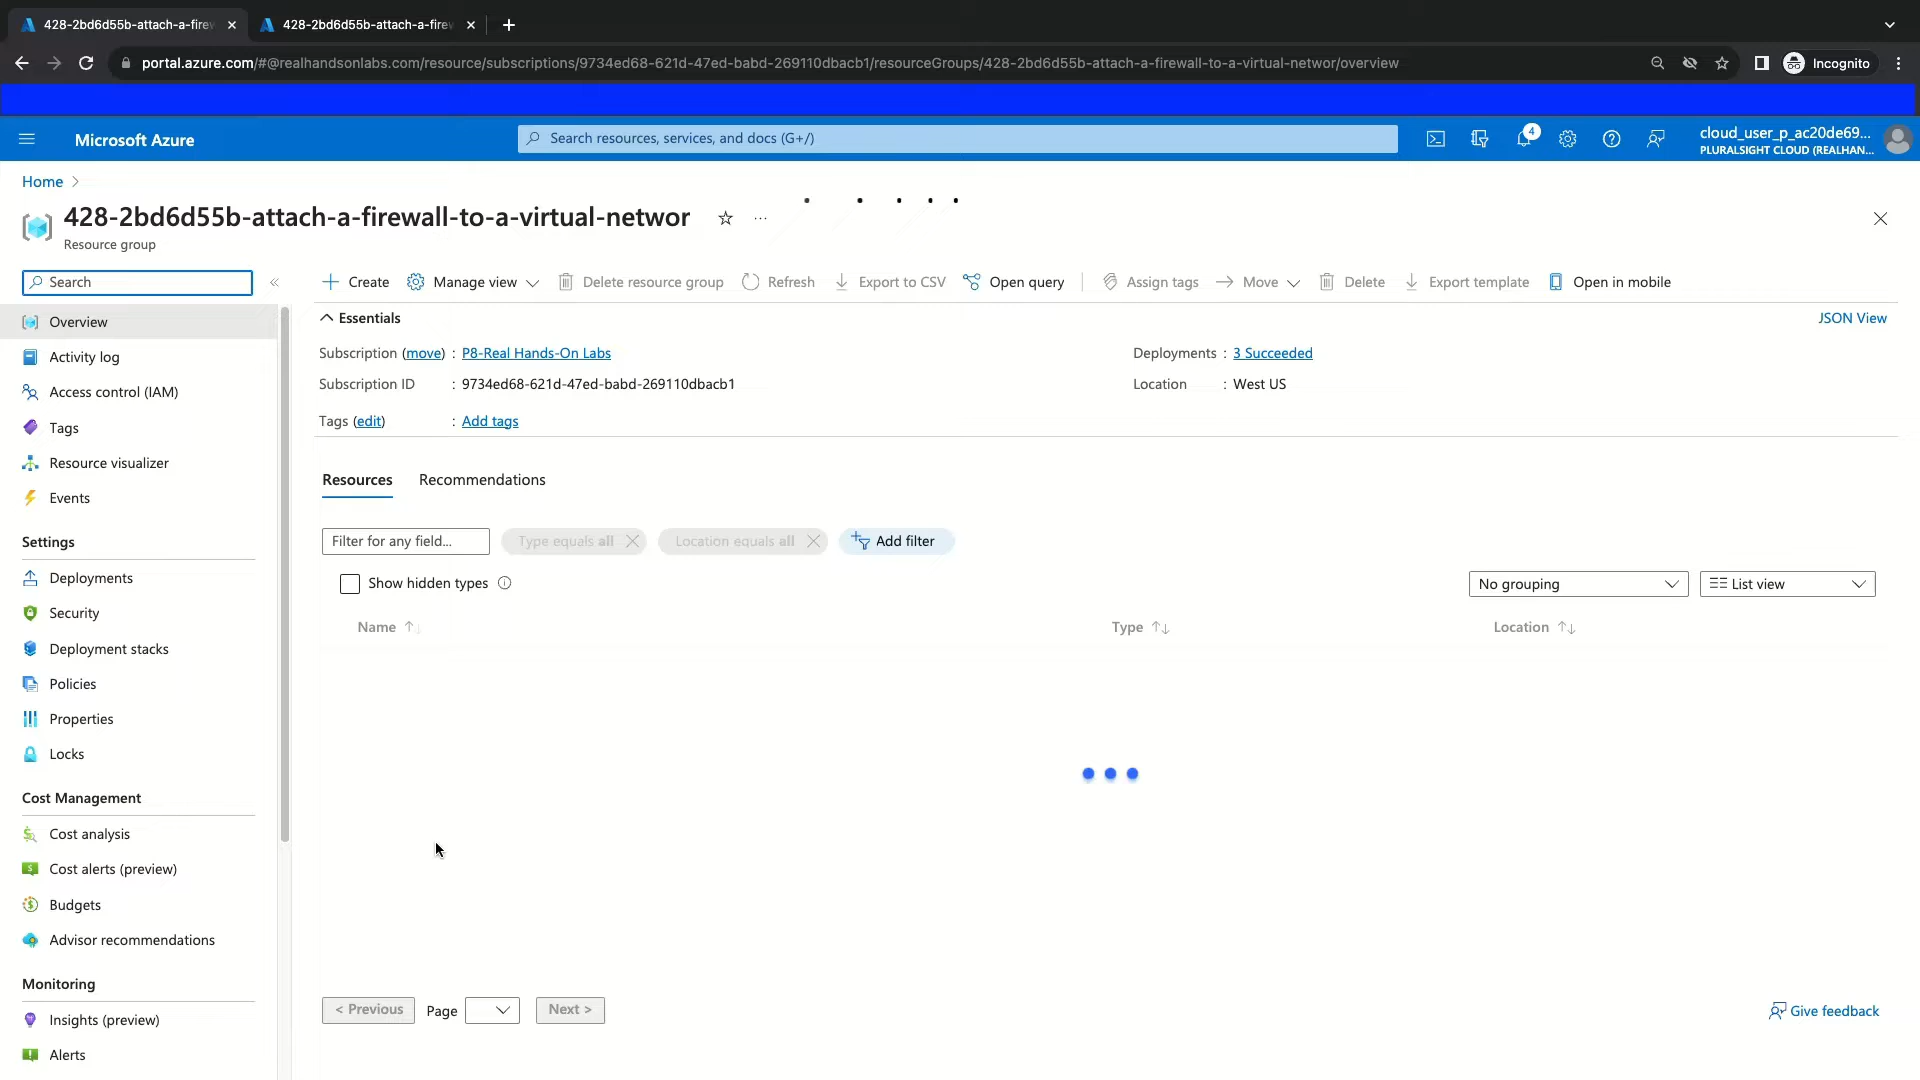 428-2bd6d55b-attach-a-firew
428-2bd6d55b-attach-a-firew
portal.azure.com/#@realhandsonlabs.com/resource/subscriptions/9734ed68-621d-47ed-babd-269110dbacb1/resourceGroups/428-2bd6d55b-attach-a-firewall-to-a-virtual-networ/overview
Incognito
Microsoft Azure
Search resources, services, and docs (G+/)
4
cloud_user_p_ac20de69...
PLURALSIGHT CLOUD (REALHAN...
Home
428-2bd6d55b-attach-a-firewall-to-a-virtual-networ
Resource group
Search
Create
Manage view
Delete resource group
Refresh
Export to CSV
Open query
Assign tags
Move
Delete
Export template
Open in mobile
Overview
Activity log
Access control (IAM)
Tags
Resource visualizer
Events
Settings
Deployments
Security
Deployment stacks
Policies
Properties
Locks
Cost Management
Cost analysis
Cost alerts (preview)
Budgets
Advisor recommendations
Monitoring
Insights (preview)
Alerts
Essentials
JSON View
Subscription (move) : P8-Real Hands-On Labs
Subscription ID : 9734ed68-621d-47ed-babd-269110dbacb1
Tags (edit) : Add tags
Deployments : 3 Succeeded
Location : West US
Resources
Recommendations
Filter for any field...
Type equals all
Location equals all
Add filter
Show hidden types
No grouping
List view
Name
Type
Location
< Previous
Page
Next >
Give feedback